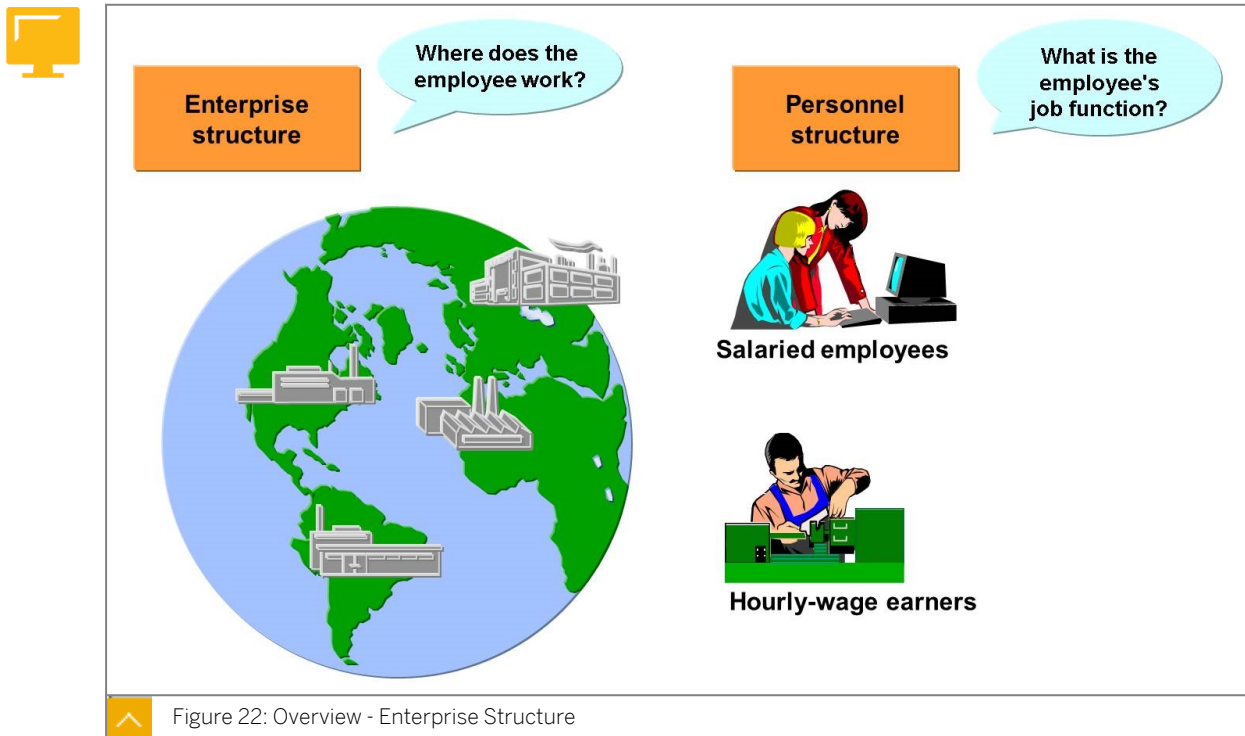 Enterprise
structure
Where does the
employee work?
Personnel
structure
What is the
employee's
job function?
Salaried employees
Hourly-wage earners
Figure 22: Overview - Enterprise Structure